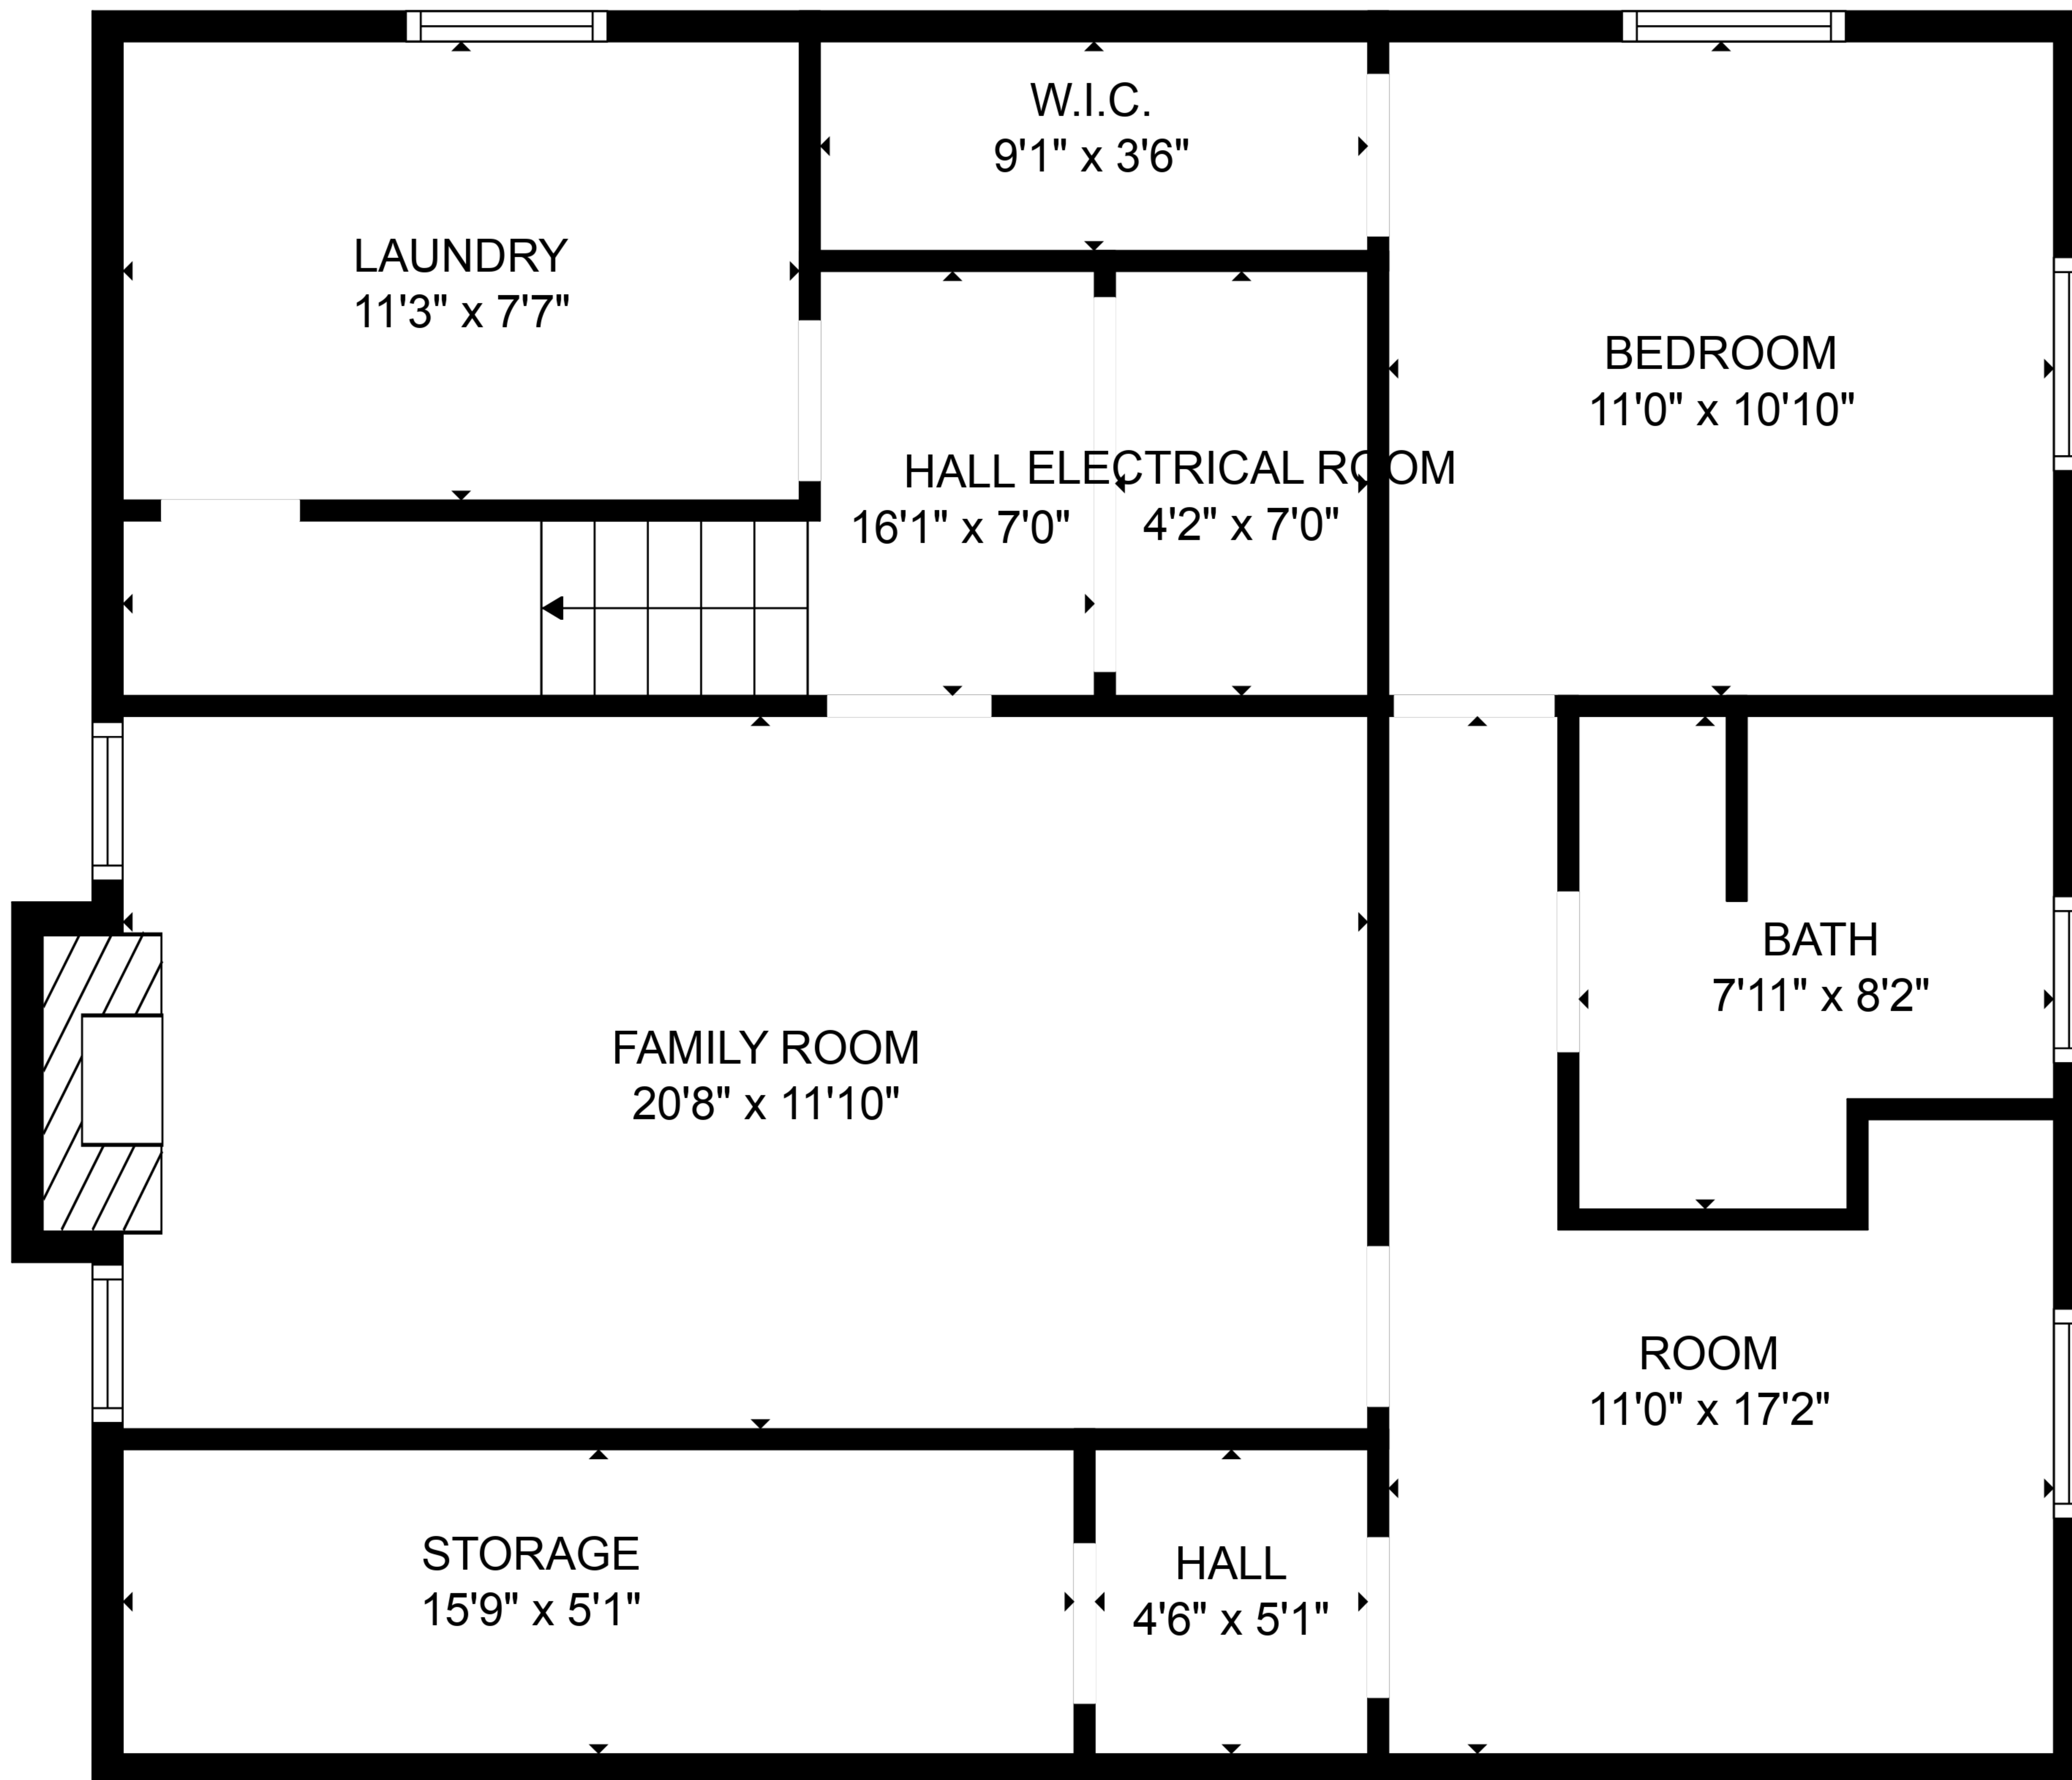 W.I.C.
9'1" x 3'6"
LAUNDRY
11'3" x 7'7"
BEDROOM
11'0" x 10'10"
HALL
16'1" x 7'0"
ELECTRICAL ROOM
4'2" x 7'0"
BATH
7'11" x 8'2"
FAMILY ROOM
20'8" x 11'10"
ROOM
11'0" x 17'2"
STORAGE
15'9" x 5'1"
HALL
4'6" x 5'1"